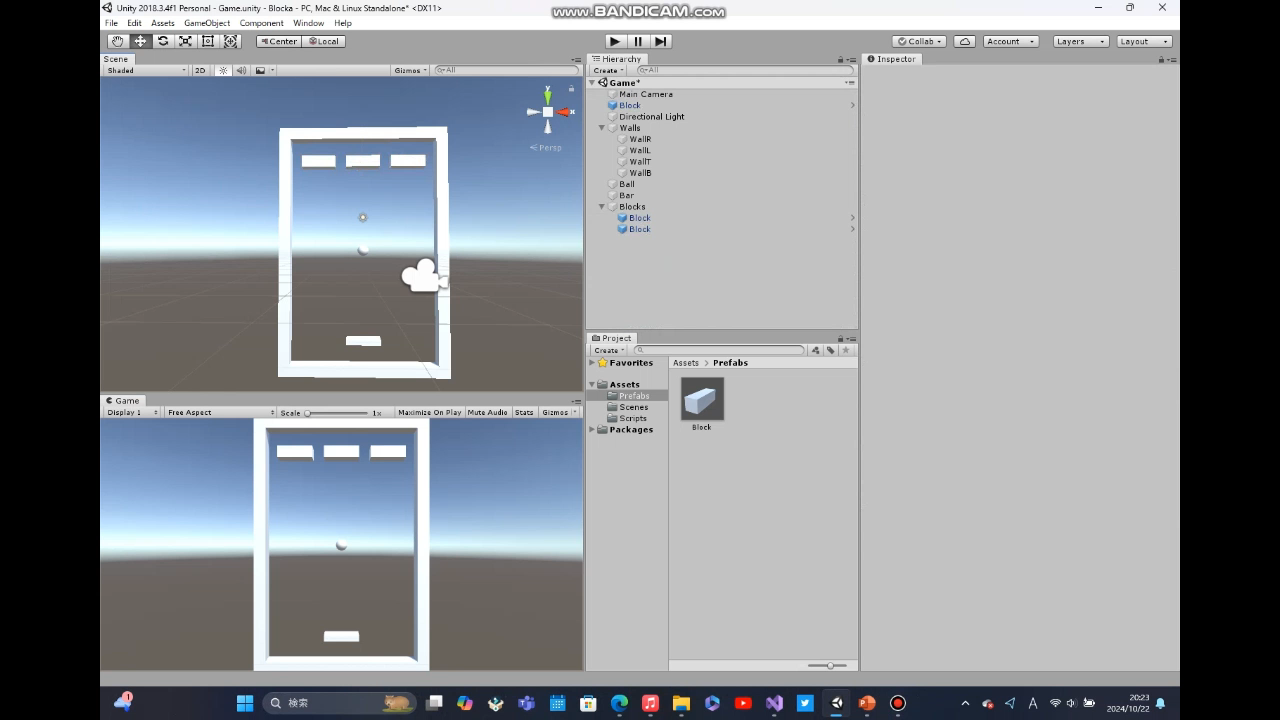 Unity 2018.3.4f1 Personal - Game.unity - Blocka - PC, Mac & Linux Standalone* <DX11>
www.BANDICAM.com
File Edit Assets GameObject Component Window Help
Center Local
Collab Account Layers Layout
Scene
Shaded 2D Gizmos All
y
x
Persp
Hierarchy
Create All
Game*
Main Camera
Block
Directional Light
Walls
WallR
WallL
WallT
WallB
Ball
Bar
Blocks
Block
Block
Inspector
Project
Create
Favorites
Assets
Prefabs
Scenes
Scripts
Packages
Assets > Prefabs
Block
Game
Display 1 Free Aspect Scale 1x Maximize On Play Mute Audio Stats Gizmos
1
検索
A
20:23
2024/10/22